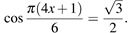 cos π(4x + 1)/6 = √3/2.